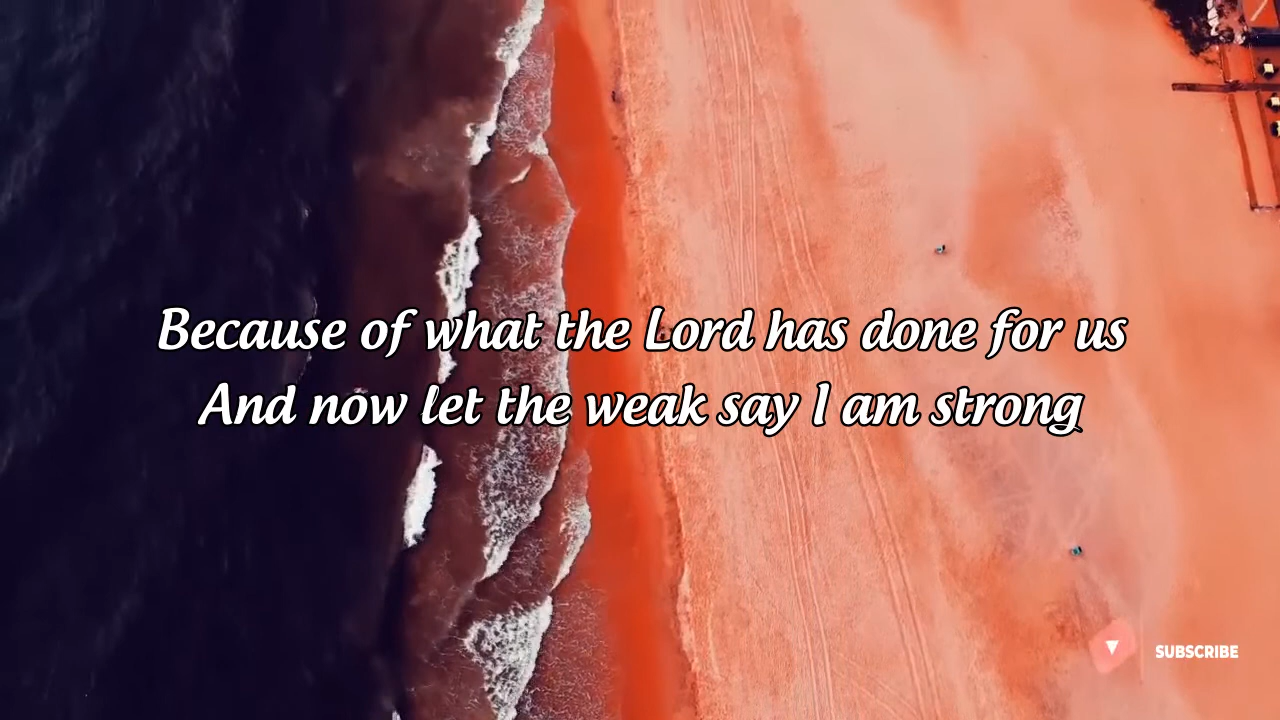 Because of what the Lord has done for us
And now let the weak say I am strong
SUBSCRIBE